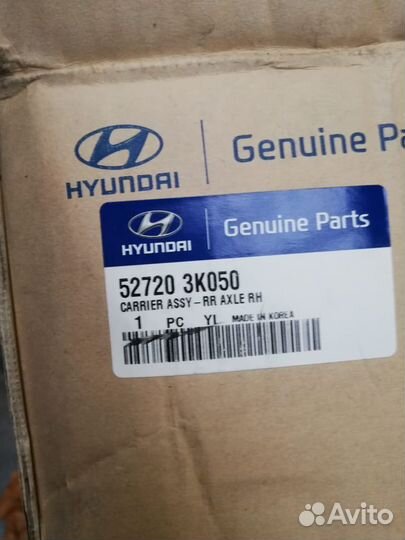 HYUNDAI
Genuine Pa
HYUNDAI
Genuine Parts
52720 3K050
CARRIER ASSY-RR AXLE RH
1 PC YL MADE IN KOREA
Avito